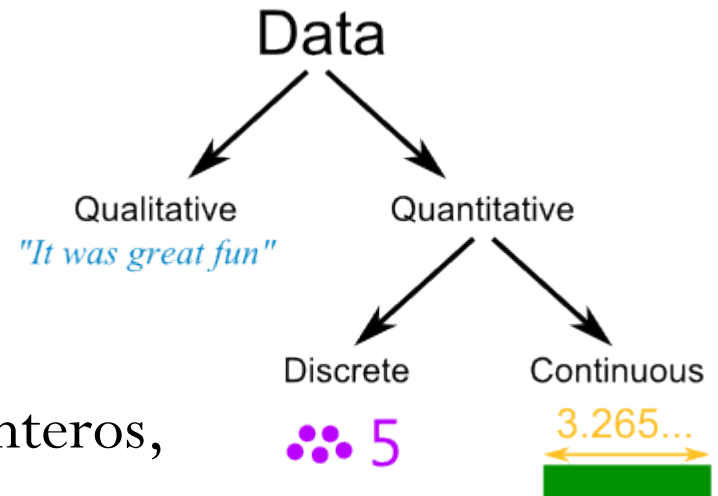 Data
Qualitative Quantitative
"It was great fun"
Discrete Continuous
nteros, 5 3.265...